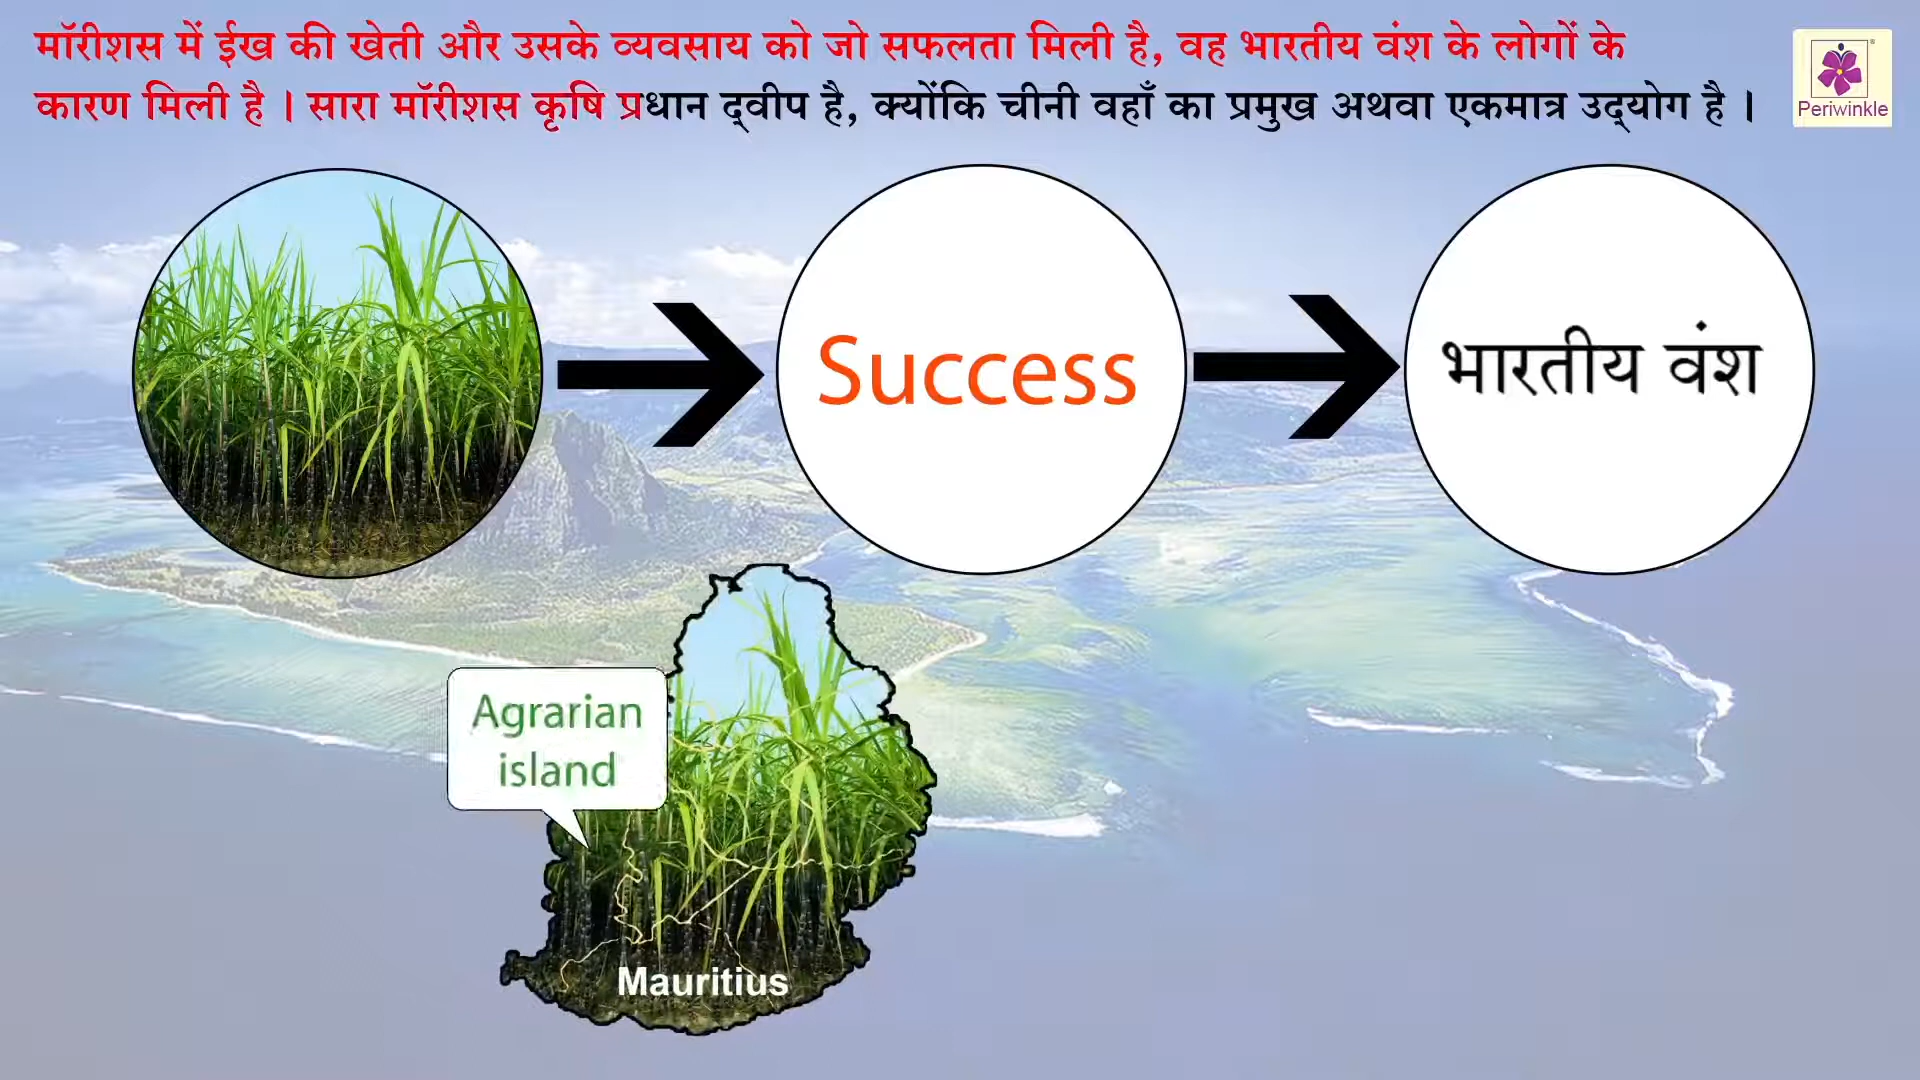 मॉरीशस में ईख की खेती और उसके व्यवसाय को जो सफलता मिली है, वह भारतीय वंश के लोगों के
कारण मिली है । सारा मॉरीशस कृषि प्रधान द्वीप है, क्योंकि चीनी वहाँ का प्रमुख अथवा एकमात्र उद्योग है ।
Periwinkle
Success
भारतीय वंश
Agrarian
island
Mauritius